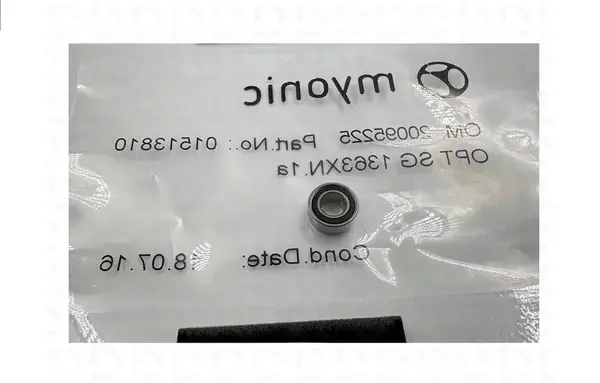 myonic
OM 20095225 Part.No.: 01513810
OPT SG 1363XN.1a
Cond.Date: 8.07.16